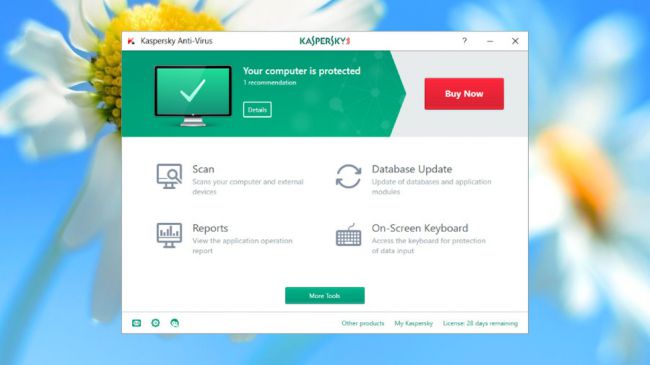 Kaspersky Anti-Virus
KASPERSKY
?
Your computer is protected
1 recommendation
Details
Buy Now
Scan
Scans your computer and external
devices
Database Update
Update of databases and application
modules
Reports
View the application operation
report
On-Screen Keyboard
Access the keyboard for protection
of data input
More Tools
Other products
My Kaspersky
License: 28 days remaining